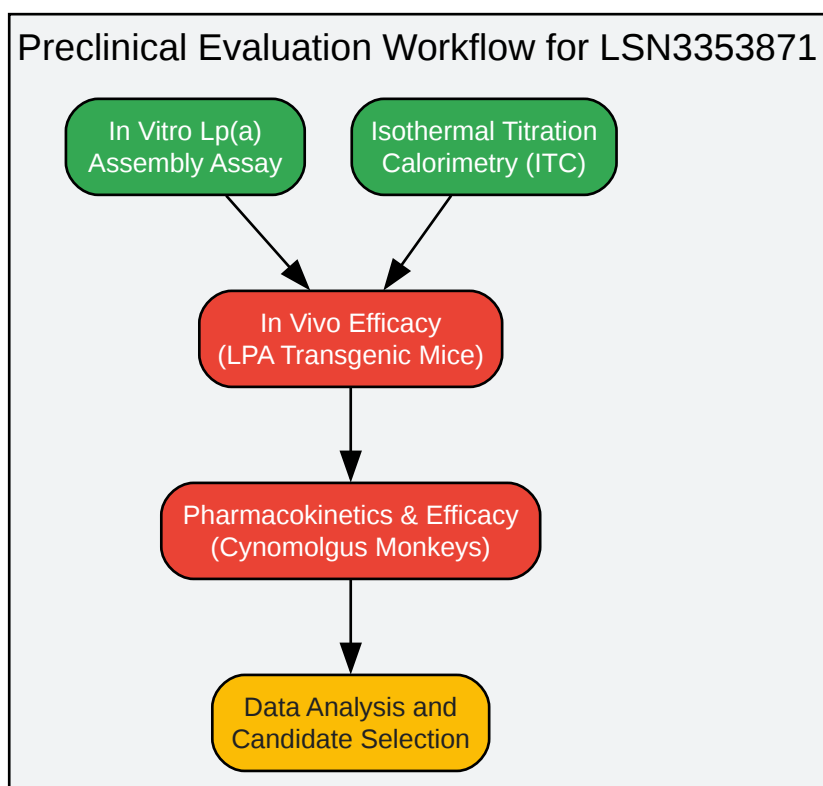 Preclinical Evaluation Workflow for LSN3353871
In Vitro Lp(a)
Assembly Assay
Isothermal Titration
Calorimetry (ITC)
In Vivo Efficacy
(LPA Transgenic Mice)
Pharmacokinetics & Efficacy
(Cynomolgus Monkeys)
Data Analysis and
Candidate Selection